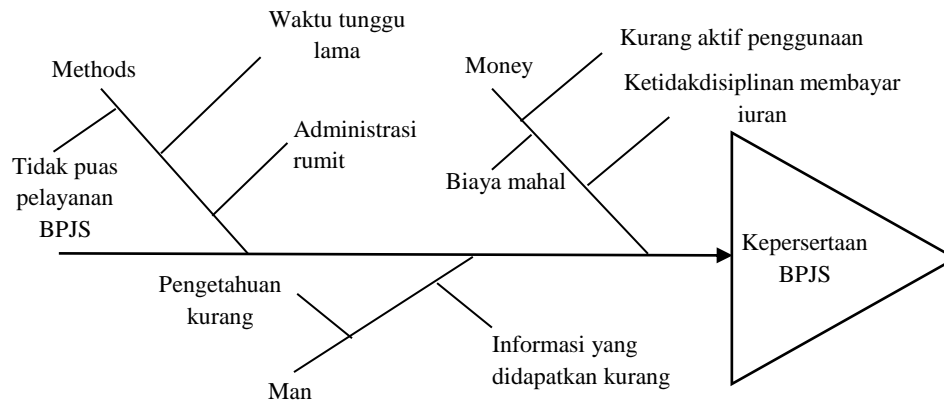 Waktu tunggu
lama
Methods
Tidak puas
pelayanan
BPJS
Administrasi
rumit
Money
Kurang aktif penggunaan
Ketidakdisiplinan membayar
iuran
Biaya mahal
Kepersertaan
BPJS
Pengetahuan
kurang
Man
Informasi yang
didapatkan kurang